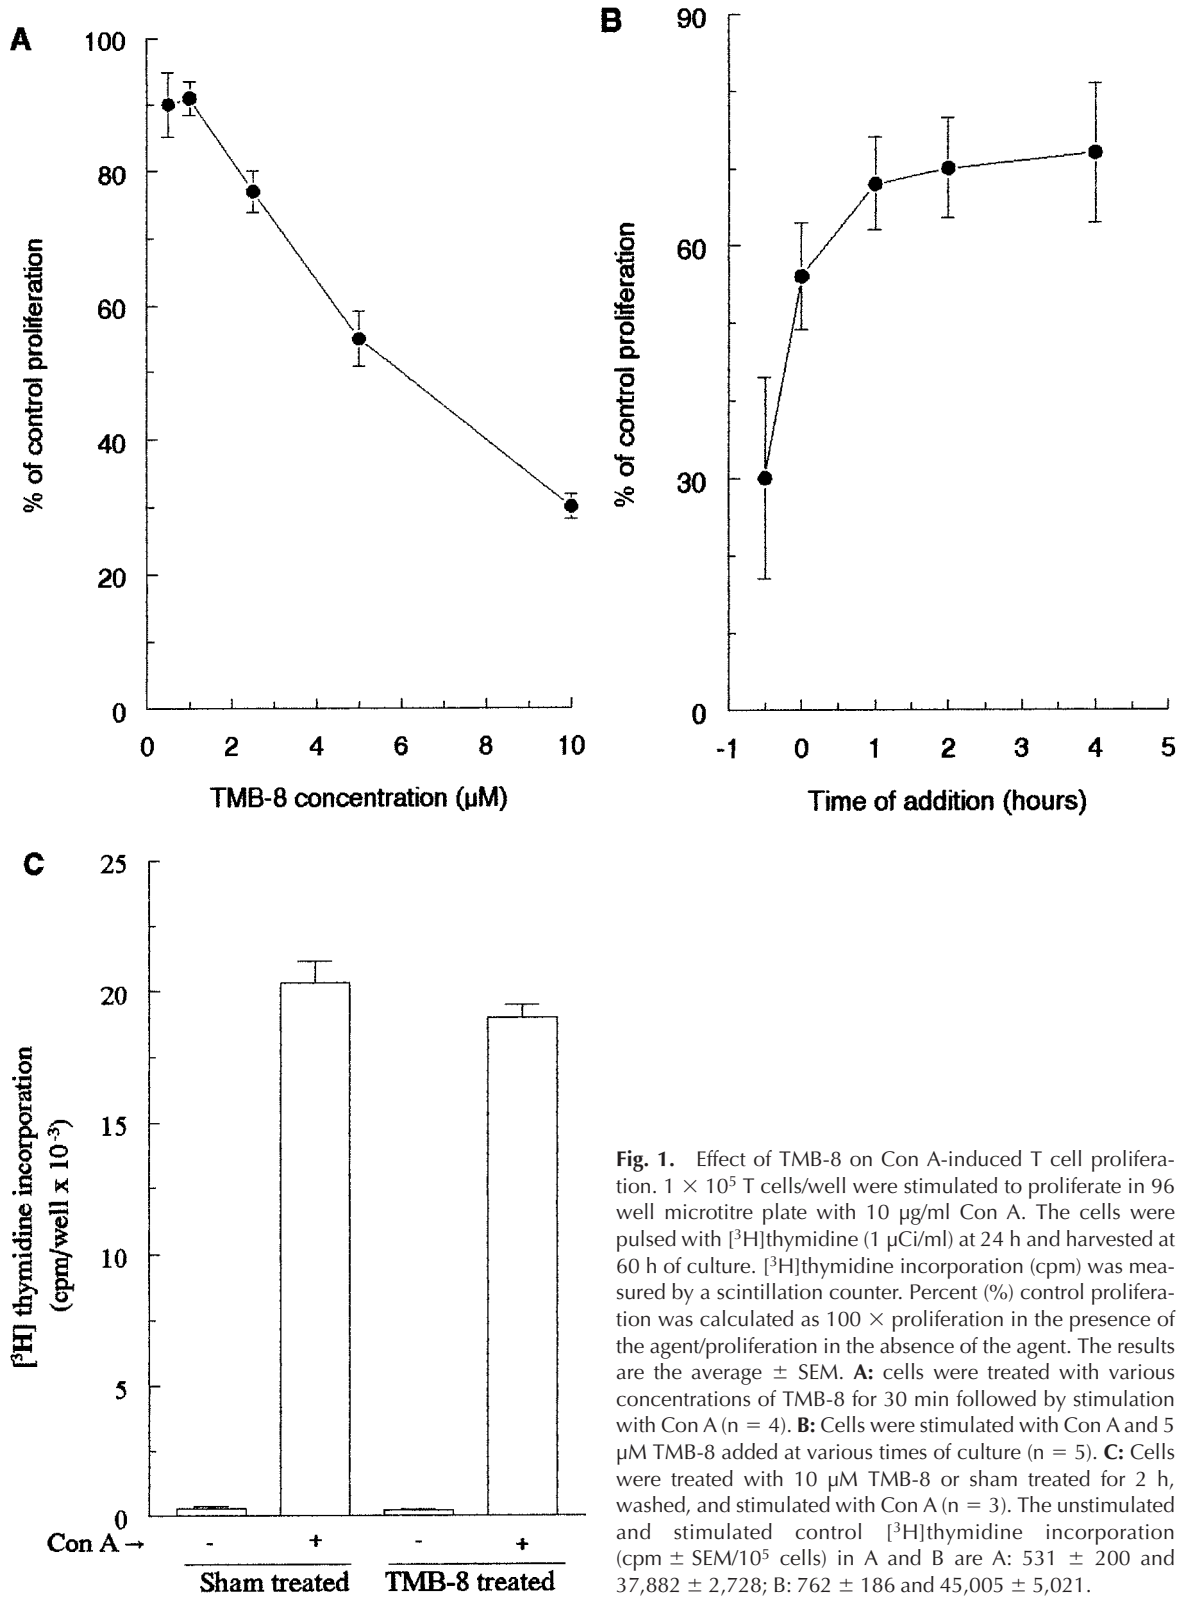 A
100
80
60
40
20
0
% of control proliferation
0 2 4 6 8 10
TMB-8 concentration (µM)
B
90
60
30
0
% of control proliferation
-1 0 1 2 3 4 5
Time of addition (hours)
C
25
20
15
10
5
0
[³H] thymidine incorporation
(cpm/well x 10⁻³)
Con A → - + - +
Sham treated TMB-8 treated
Fig. 1. Effect of TMB-8 on Con A-induced T cell prolifera-
tion. 1 × 10⁵ T cells/well were stimulated to proliferate in 96
well microtitre plate with 10 µg/ml Con A. The cells were
pulsed with [³H]thymidine (1 µCi/ml) at 24 h and harvested at
60 h of culture. [³H]thymidine incorporation (cpm) was mea-
sured by a scintillation counter. Percent (%) control prolifera-
tion was calculated as 100 × proliferation in the presence of
the agent/proliferation in the absence of the agent. The results
are the average ± SEM. A: cells were treated with various
concentrations of TMB-8 for 30 min followed by stimulation
with Con A (n = 4). B: Cells were stimulated with Con A and 5
µM TMB-8 added at various times of culture (n = 5). C: Cells
were treated with 10 µM TMB-8 or sham treated for 2 h,
washed, and stimulated with Con A (n = 3). The unstimulated
and stimulated control [³H]thymidine incorporation
(cpm ± SEM/10⁵ cells) in A and B are A: 531 ± 200 and
37,882 ± 2,728; B: 762 ± 186 and 45,005 ± 5,021.